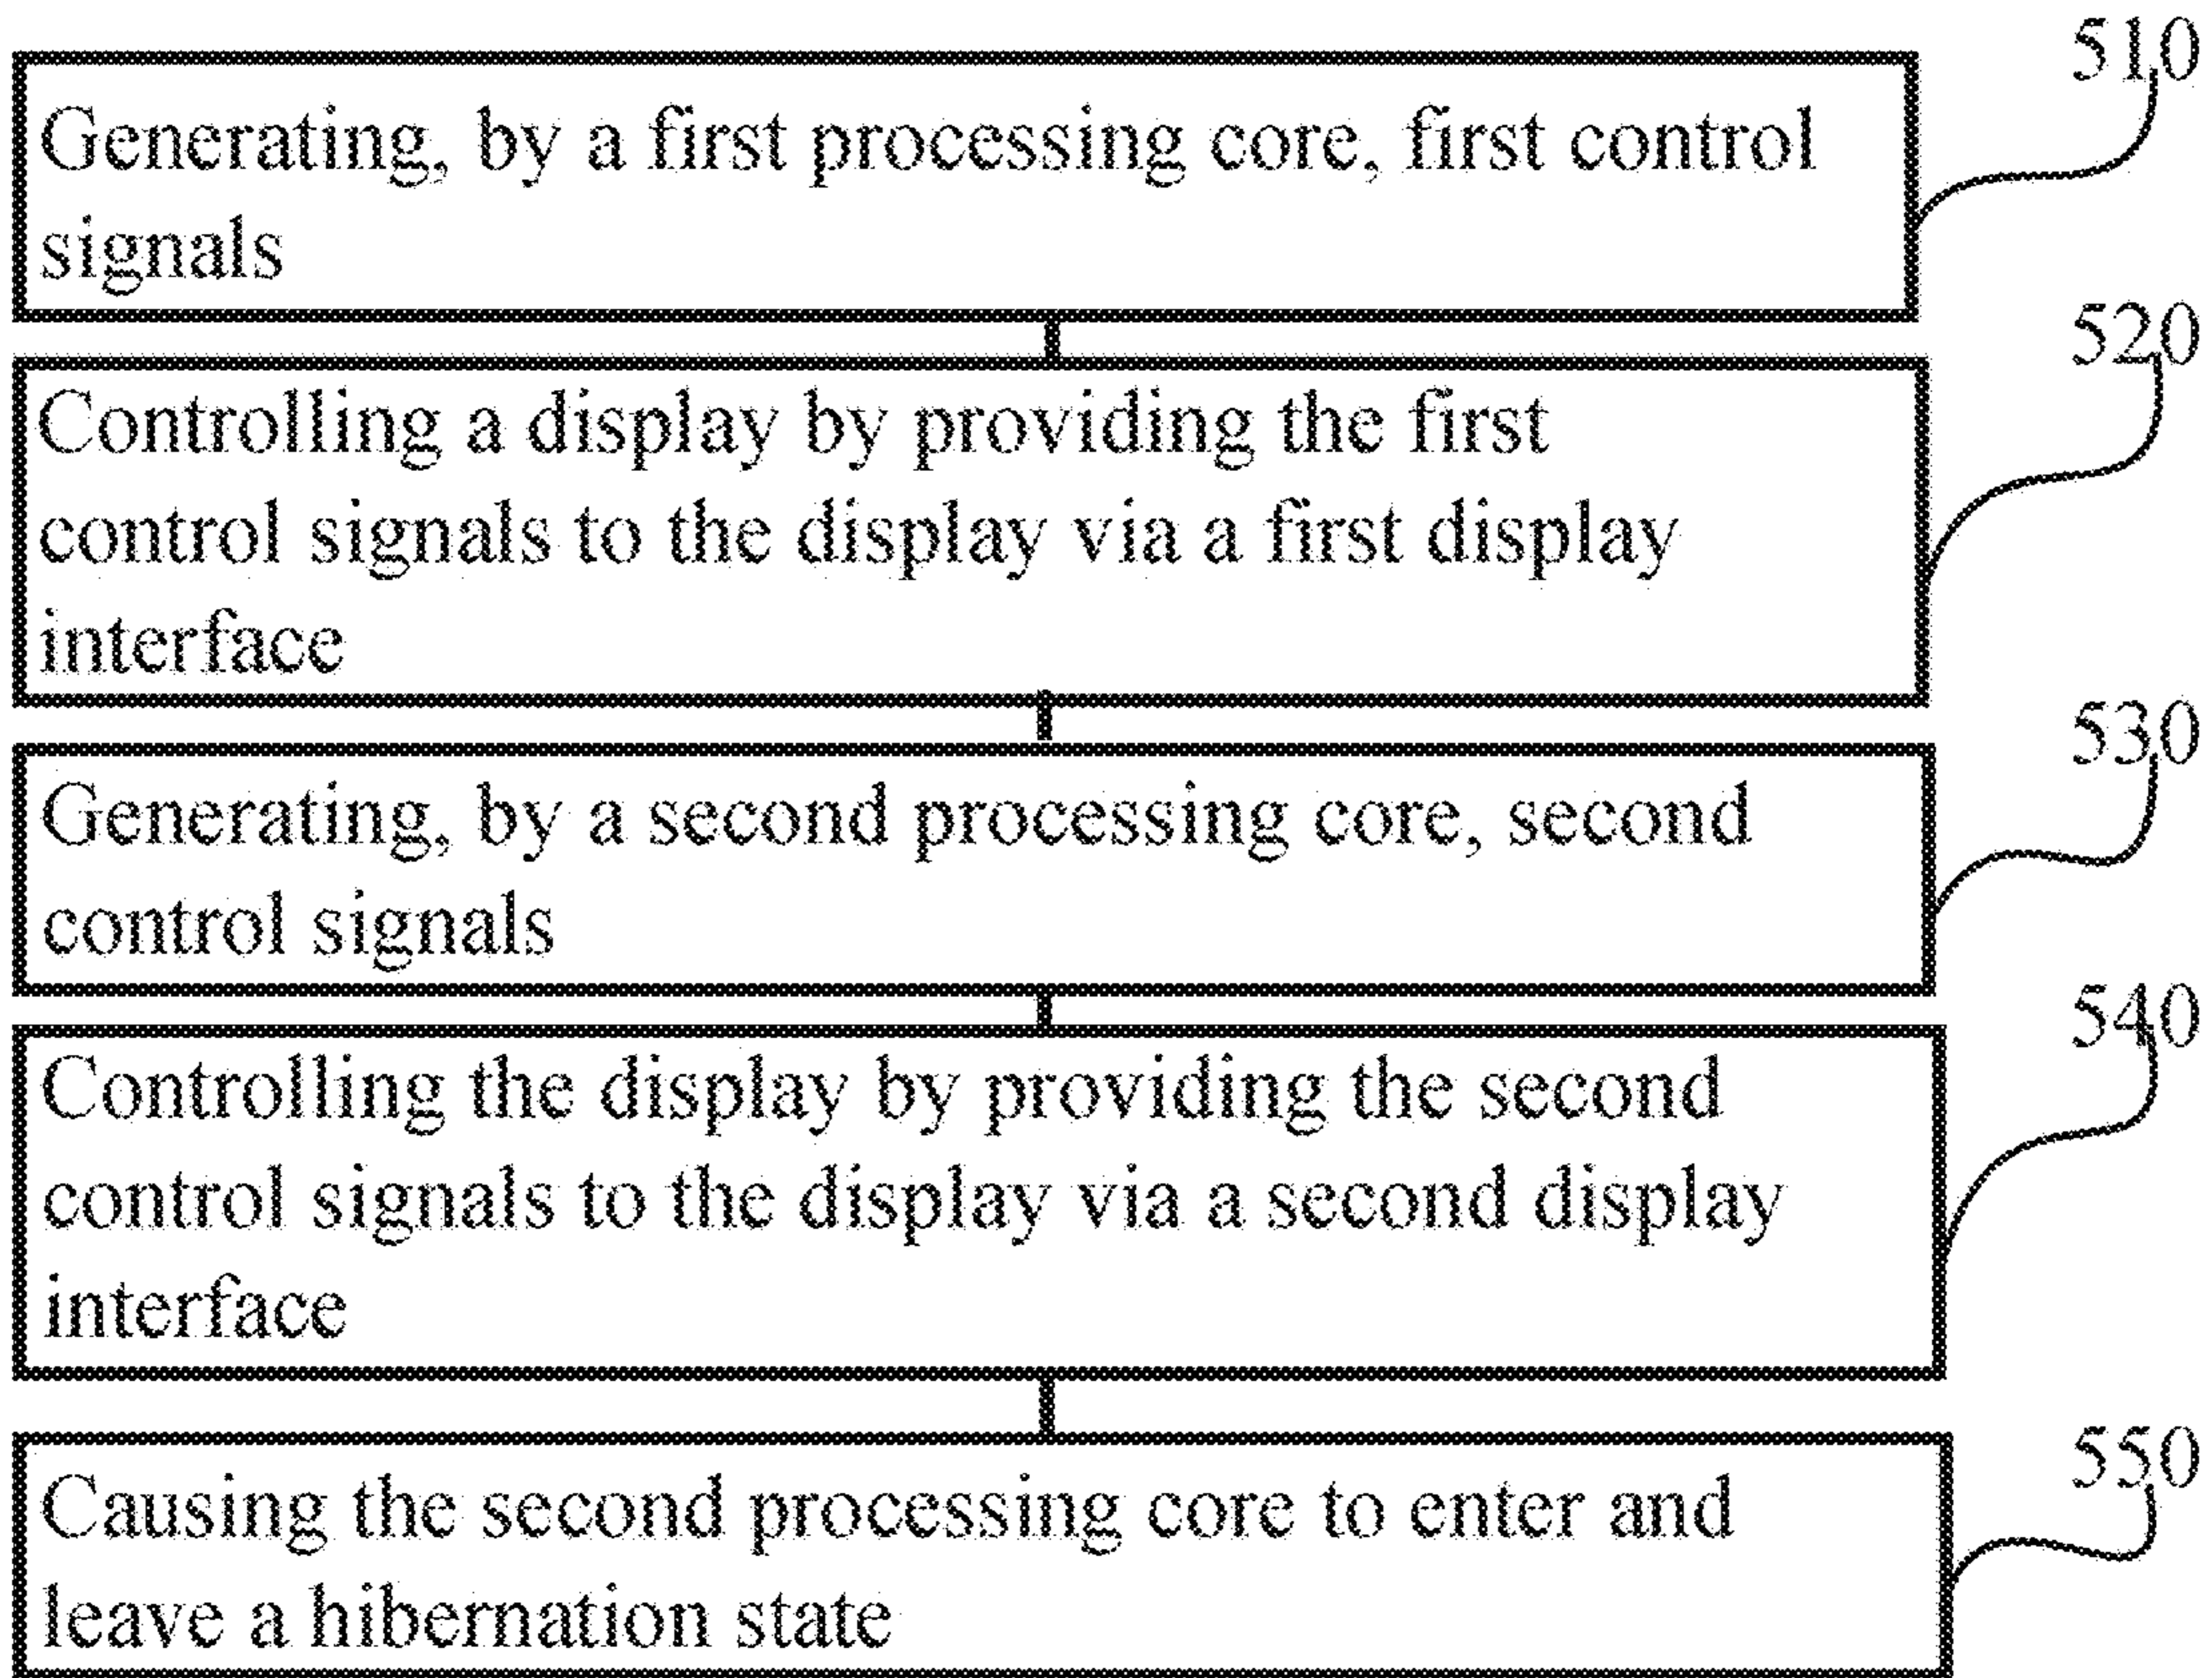 510
Generating, by a first processing core, first control
signals
520
Controlling a display by providing the first
control signals to the display via a first display
interface
530
Generating, by a second processing core, second
control signals
540
Controlling the display by providing the second
control signals to the display via a second display
interface
550
Causing the second processing core to enter and
leave a hibernation state